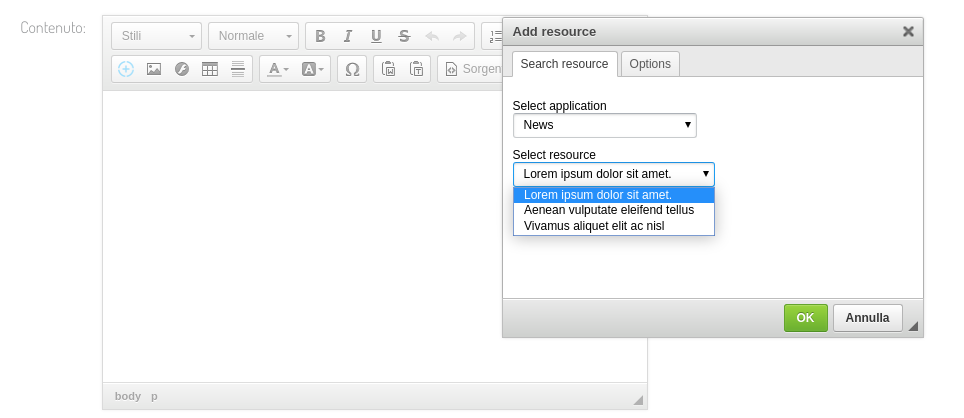 Contenuto:
Stili
Normale
B I U S
A A Ω W T Sorgen
body p
Add resource
Search resource
Options
Select application
News
Select resource
Lorem ipsum dolor sit amet.
Lorem ipsum dolor sit amet.
Aenean vulputate eleifend tellus
Vivamus aliquet elit ac nisl
OK
Annulla